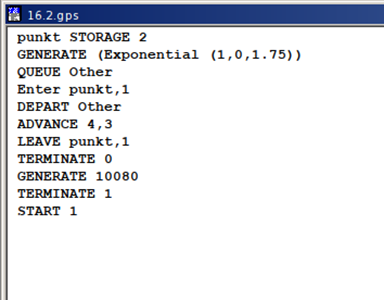 16.2.gps
punkt STORAGE 2
GENERATE (Exponential (1,0,1.75))
QUEUE Other
Enter punkt,1
DEPART Other
ADVANCE 4,3
LEAVE punkt,1
TERMINATE 0
GENERATE 10080
TERMINATE 1
START 1